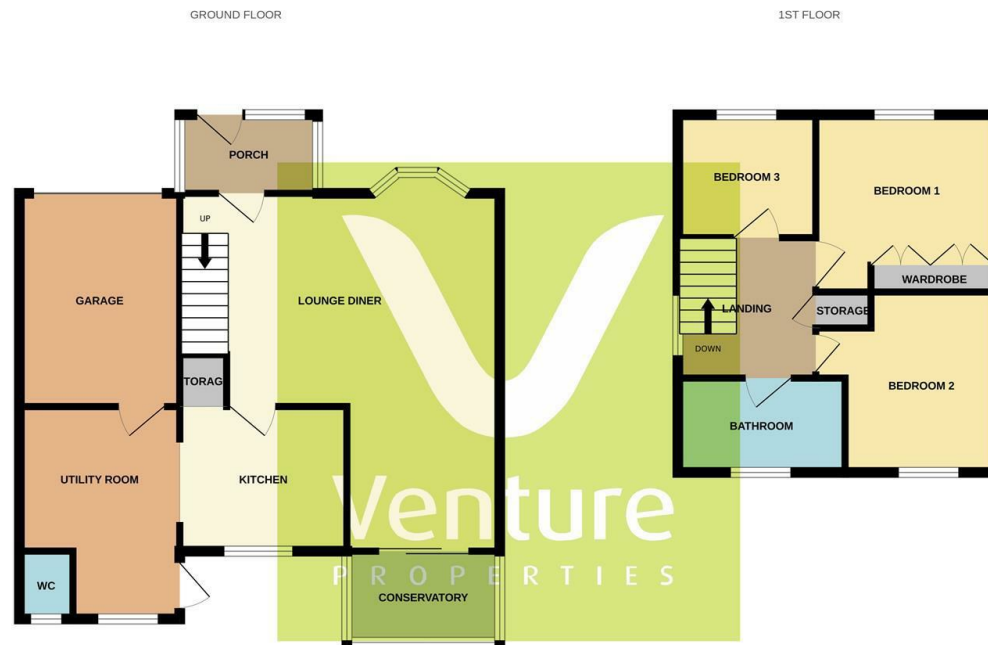 GROUND FLOOR
1ST FLOOR
PORCH
UP
GARAGE
LOUNGE DINER
TORAG
UTILITY ROOM
KITCHEN
WC
CONSERVATORY
BEDROOM 3
BEDROOM 1
WARDROBE
LANDING
STORAGE
DOWN
BEDROOM 2
BATHROOM
Venture
PROPERTIES